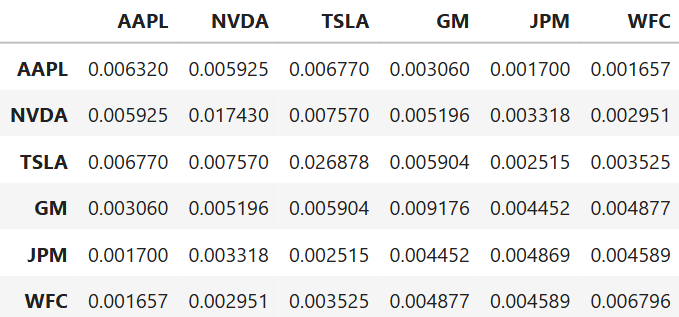 AAPL NVDA TSLA GM JPM WFC
AAPL 0.006320 0.005925 0.006770 0.003060 0.001700 0.001657
NVDA 0.005925 0.017430 0.007570 0.005196 0.003318 0.002951
TSLA 0.006770 0.007570 0.026878 0.005904 0.002515 0.003525
GM 0.003060 0.005196 0.005904 0.009176 0.004452 0.004877
JPM 0.001700 0.003318 0.002515 0.004452 0.004869 0.004589
WFC 0.001657 0.002951 0.003525 0.004877 0.004589 0.006796